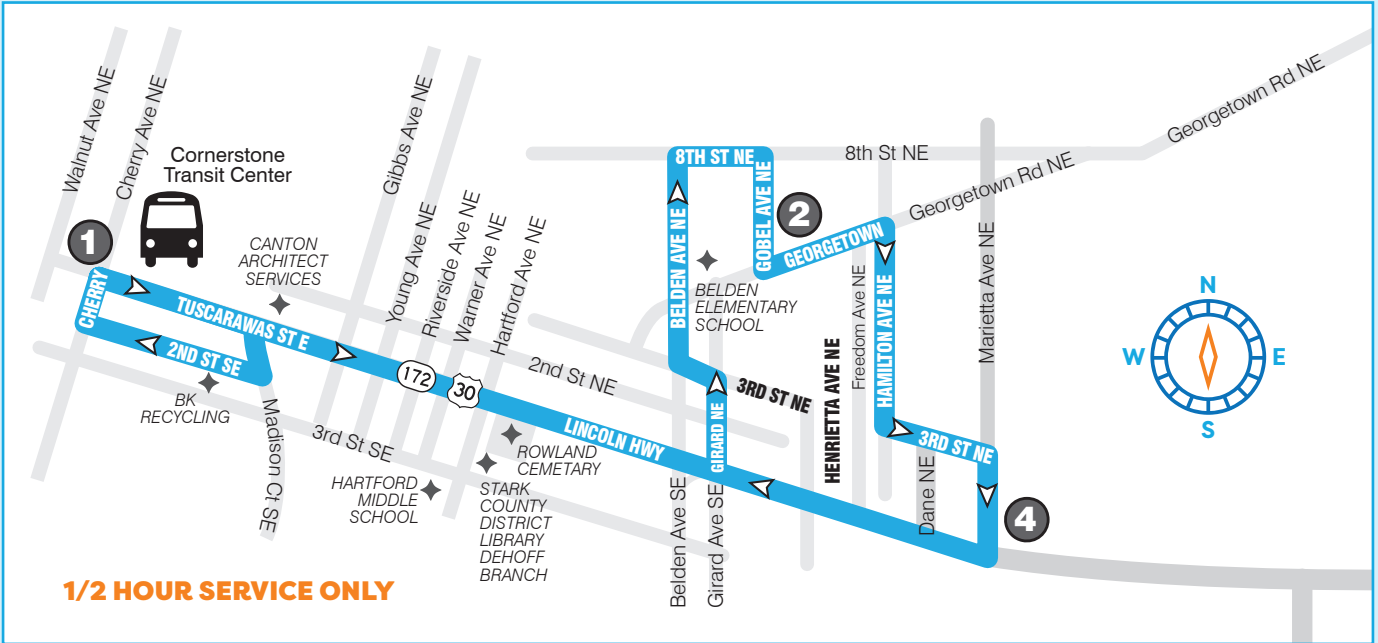 Walnut Ave NE
Cherry Ave NE
Cornerstone
Transit Center
1
CANTON
ARCHITECT
SERVICES
Gibbs Ave NE
Young Ave NE
Riverside Ave NE
Warner Ave NE
Hartford Ave NE
8TH ST NE
8th St NE
Georgetown Rd NE
Georgetown Rd NE
BELDEN AVE NE
GOBEL AVE NE
2
GEORGETOWN
BELDEN
ELEMENTARY
SCHOOL
Freedom Ave NE
HAMILTON AVE NE
Marietta Ave NE
N
W
E
S
CHERRY
TUSCARAWAS ST E
2ND ST SE
BK
RECYCLING
Madison Ct SE
3rd St SE
172
30
2nd St NE
3RD ST NE
HENRIETTA AVE NE
LINCOLN HWY
GIRARD NE
3RD ST NE
Dane NE
4
ROWLAND
CEMETARY
HARTFORD
MIDDLE
SCHOOL
STARK
COUNTY
DISTRICT
LIBRARY
DEHOFF
BRANCH
Belden Ave SE
Girard Ave SE
1/2 HOUR SERVICE ONLY